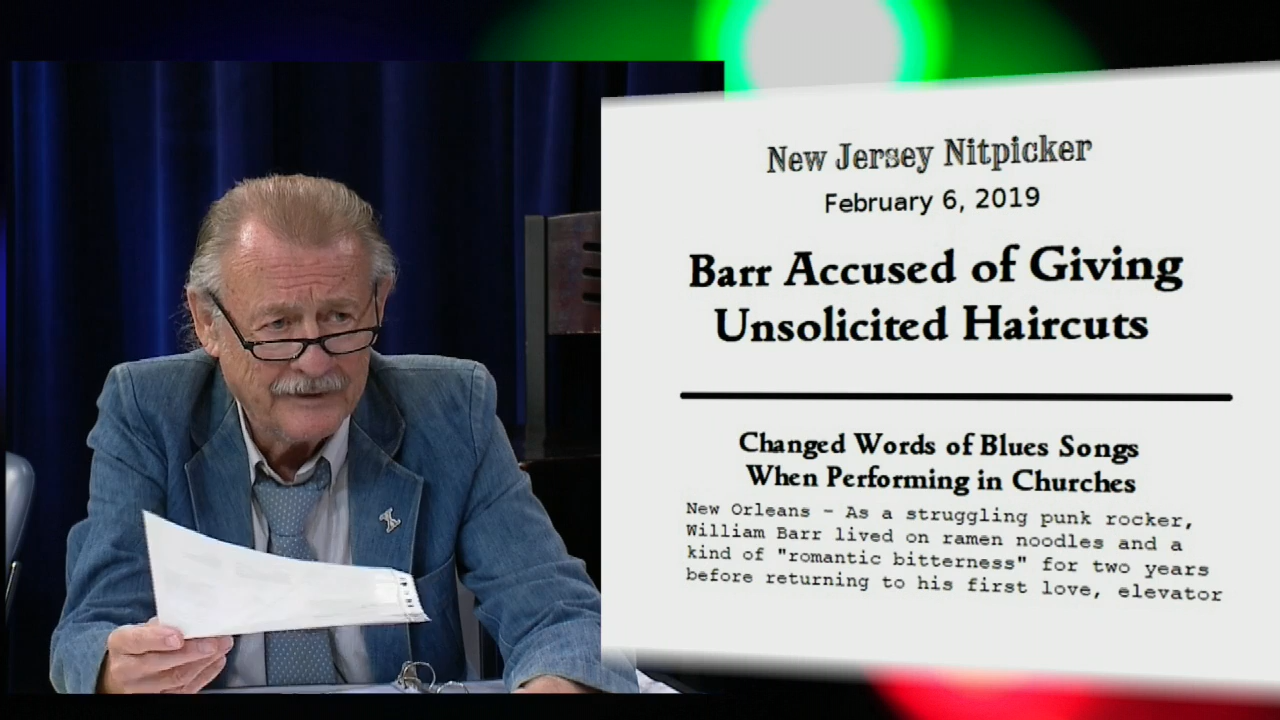 New Jersey Nitpicker
February 6, 2019
Barr Accused of Giving
Unsolicited Haircuts
Changed Words of Blues Songs
When Performing in Churches
New Orleans - As a struggling punk rocker,
William Barr lived on ramen noodles and a
kind of "romantic bitterness" for two years
before returning to his first love, elevator